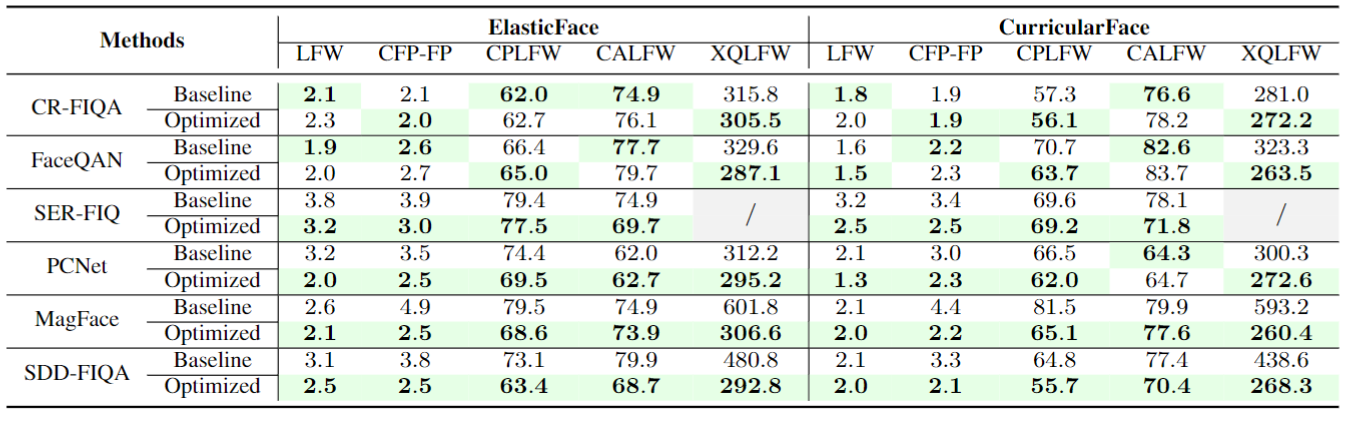 Methods ElasticFace CurricularFace
LFW CFP-FP CPLFW CALFW XQLFW LFW CFP-FP CPLFW CALFW XQLFW
CR-FIQA Baseline 2.1 2.1 62.0 74.9 315.8 1.8 1.9 57.3 76.6 281.0
Optimized 2.3 2.0 62.7 76.1 305.5 2.0 1.9 56.1 78.2 272.2
FaceQAN Baseline 1.9 2.6 66.4 77.7 329.6 1.6 2.2 70.7 82.6 323.3
Optimized 2.0 2.7 65.0 79.7 287.1 1.5 2.3 63.7 83.7 263.5
SER-FIQ Baseline 3.8 3.9 79.4 74.9 / 3.2 3.4 69.6 78.1 /
Optimized 3.2 3.0 77.5 69.7 2.5 2.5 69.2 71.8
PCNet Baseline 3.2 3.5 74.4 62.0 312.2 2.1 3.0 66.5 64.3 300.3
Optimized 2.0 2.5 69.5 62.7 295.2 1.3 2.3 62.0 64.7 272.6
MagFace Baseline 2.6 4.9 79.5 74.9 601.8 2.1 4.4 81.5 79.9 593.2
Optimized 2.1 2.5 68.6 73.9 306.6 2.0 2.2 65.1 77.6 260.4
SDD-FIQA Baseline 3.1 3.8 73.1 79.9 480.8 2.1 3.3 64.8 77.4 438.6
Optimized 2.5 2.5 63.4 68.7 292.8 2.0 2.1 55.7 70.4 268.3